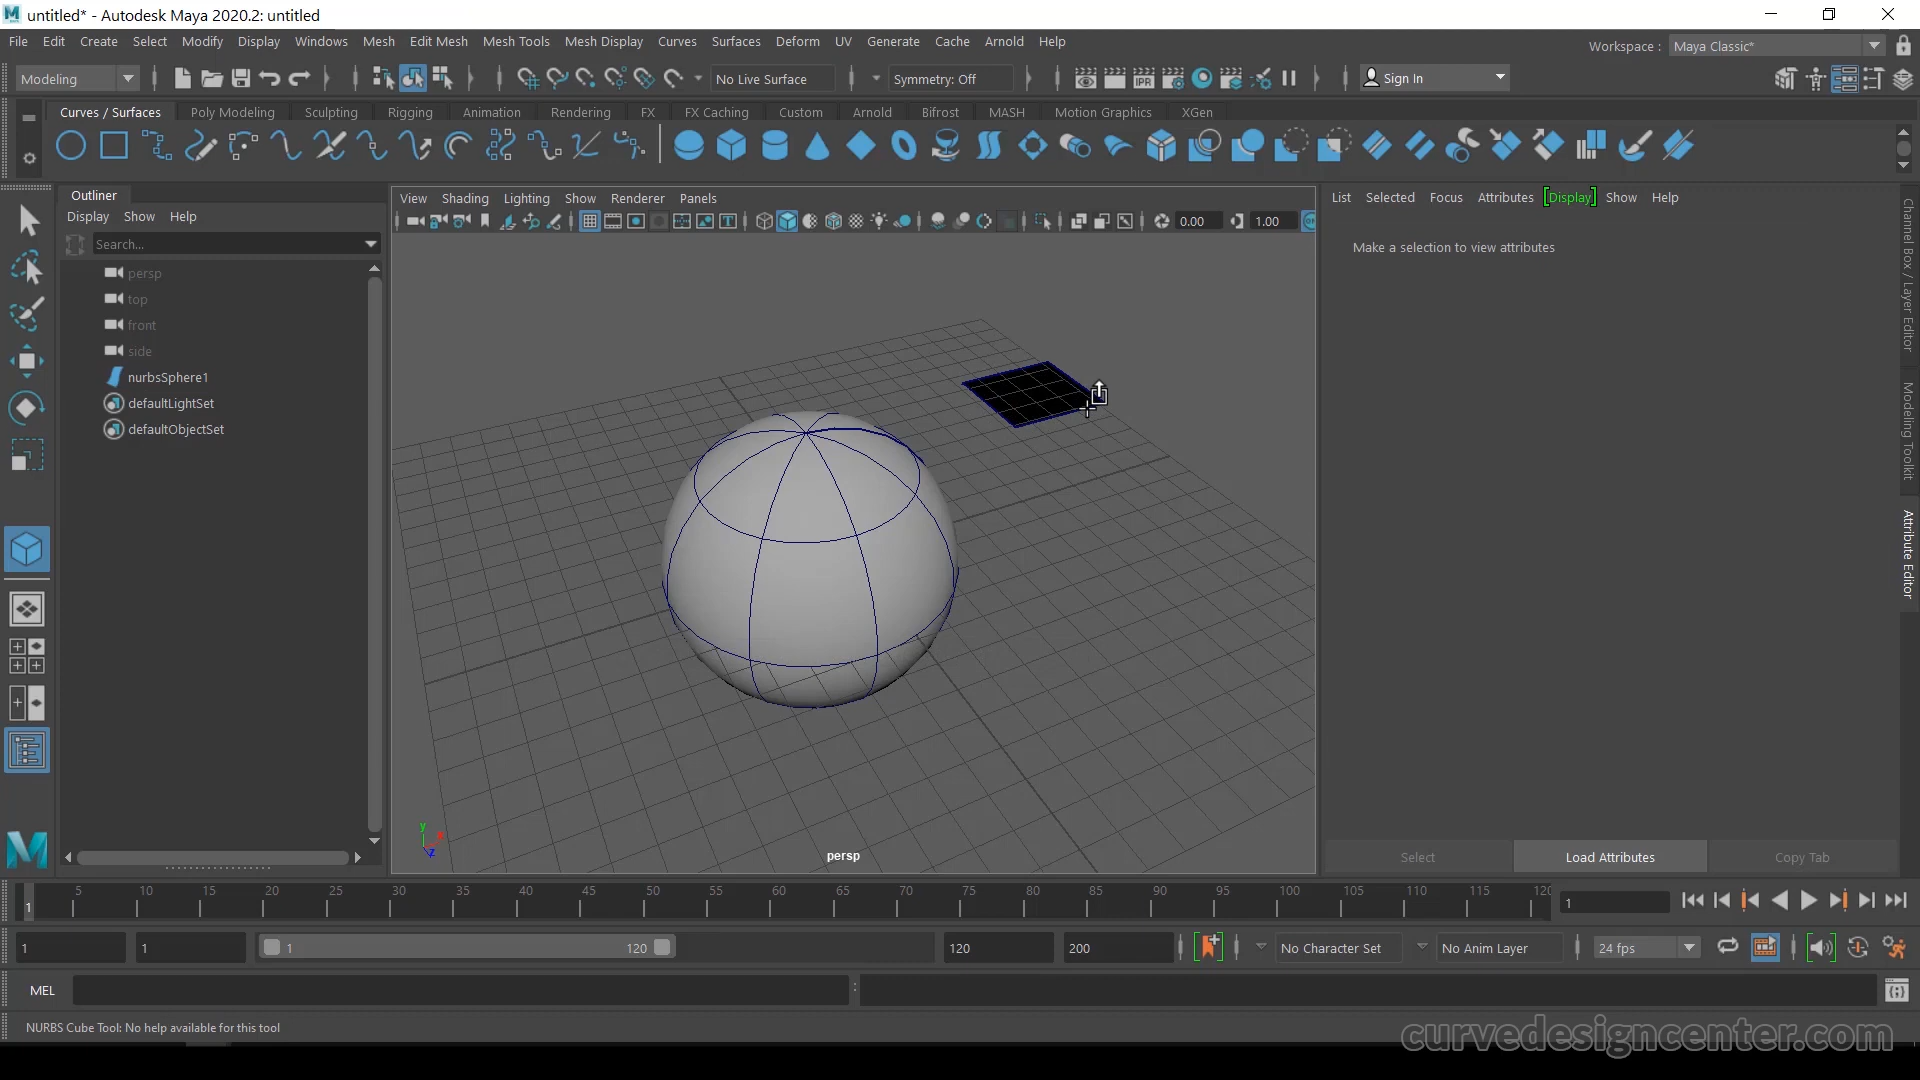 untitled* - Autodesk Maya 2020.2: untitled
File Edit Create Select Modify Display Windows Mesh Edit Mesh Mesh Tools Mesh Display Curves Surfaces Deform UV Generate Cache Arnold Help
Workspace : Maya Classic*
Modeling No Live Surface Symmetry: Off IPR Sign In
Curves / Surfaces Poly Modeling Sculpting Rigging Animation Rendering FX FX Caching Custom Arnold Bifrost MASH Motion Graphics XGen
Outliner
Display Show Help
Search...
persp
top
front
side
nurbsSphere1
defaultLightSet
defaultObjectSet
View Shading Lighting Show Renderer Panels
0.00 1.00
y
z
persp
List Selected Focus Attributes [Display] Show Help
Make a selection to view attributes
Select Load Attributes Copy Tab
Channel Box / Layer Editor
Modeling Toolkit
Attribute Editor
1 5 10 15 20 25 30 35 40 45 50 55 60 65 70 75 80 85 90 95 100 105 110 115 120
1
1 1 1 120 120 200 No Character Set No Anim Layer 24 fps
MEL
NURBS Cube Tool: No help available for this tool
curvedesigncenter.com